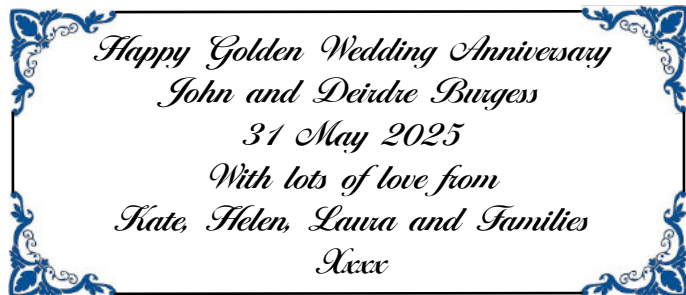 Happy Golden Wedding Anniversary
John and Deirdre Burgess
31 May 2025
With lots of love from
Kate, Helen, Laura and Families
Xxxx